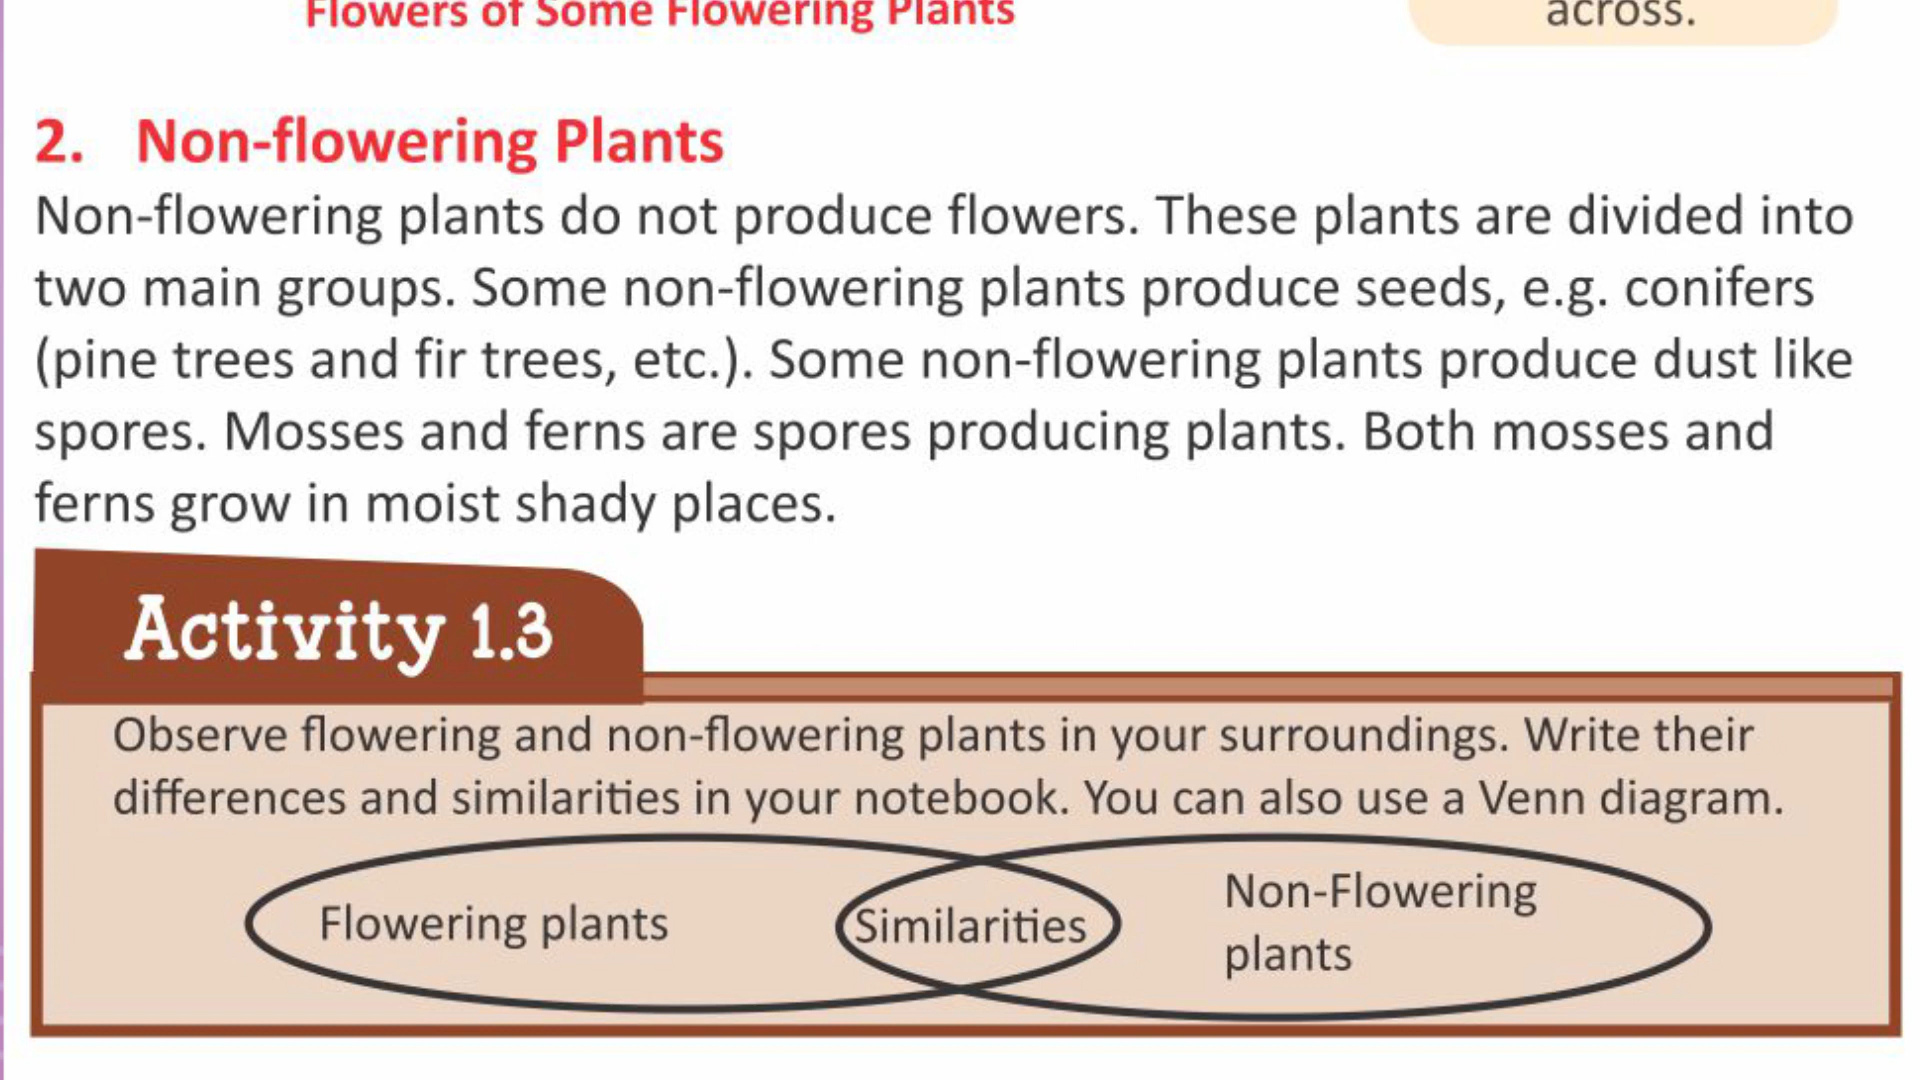 Flowers of Some Flowering Plants
across.
2. Non-flowering Plants
Non-flowering plants do not produce flowers. These plants are divided into
two main groups. Some non-flowering plants produce seeds, e.g. conifers
(pine trees and fir trees, etc.). Some non-flowering plants produce dust like
spores. Mosses and ferns are spores producing plants. Both mosses and
ferns grow in moist shady places.
Activity 1.3
Observe flowering and non-flowering plants in your surroundings. Write their
differences and similarities in your notebook. You can also use a Venn diagram.
Flowering plants
Similarities
Non-Flowering
plants